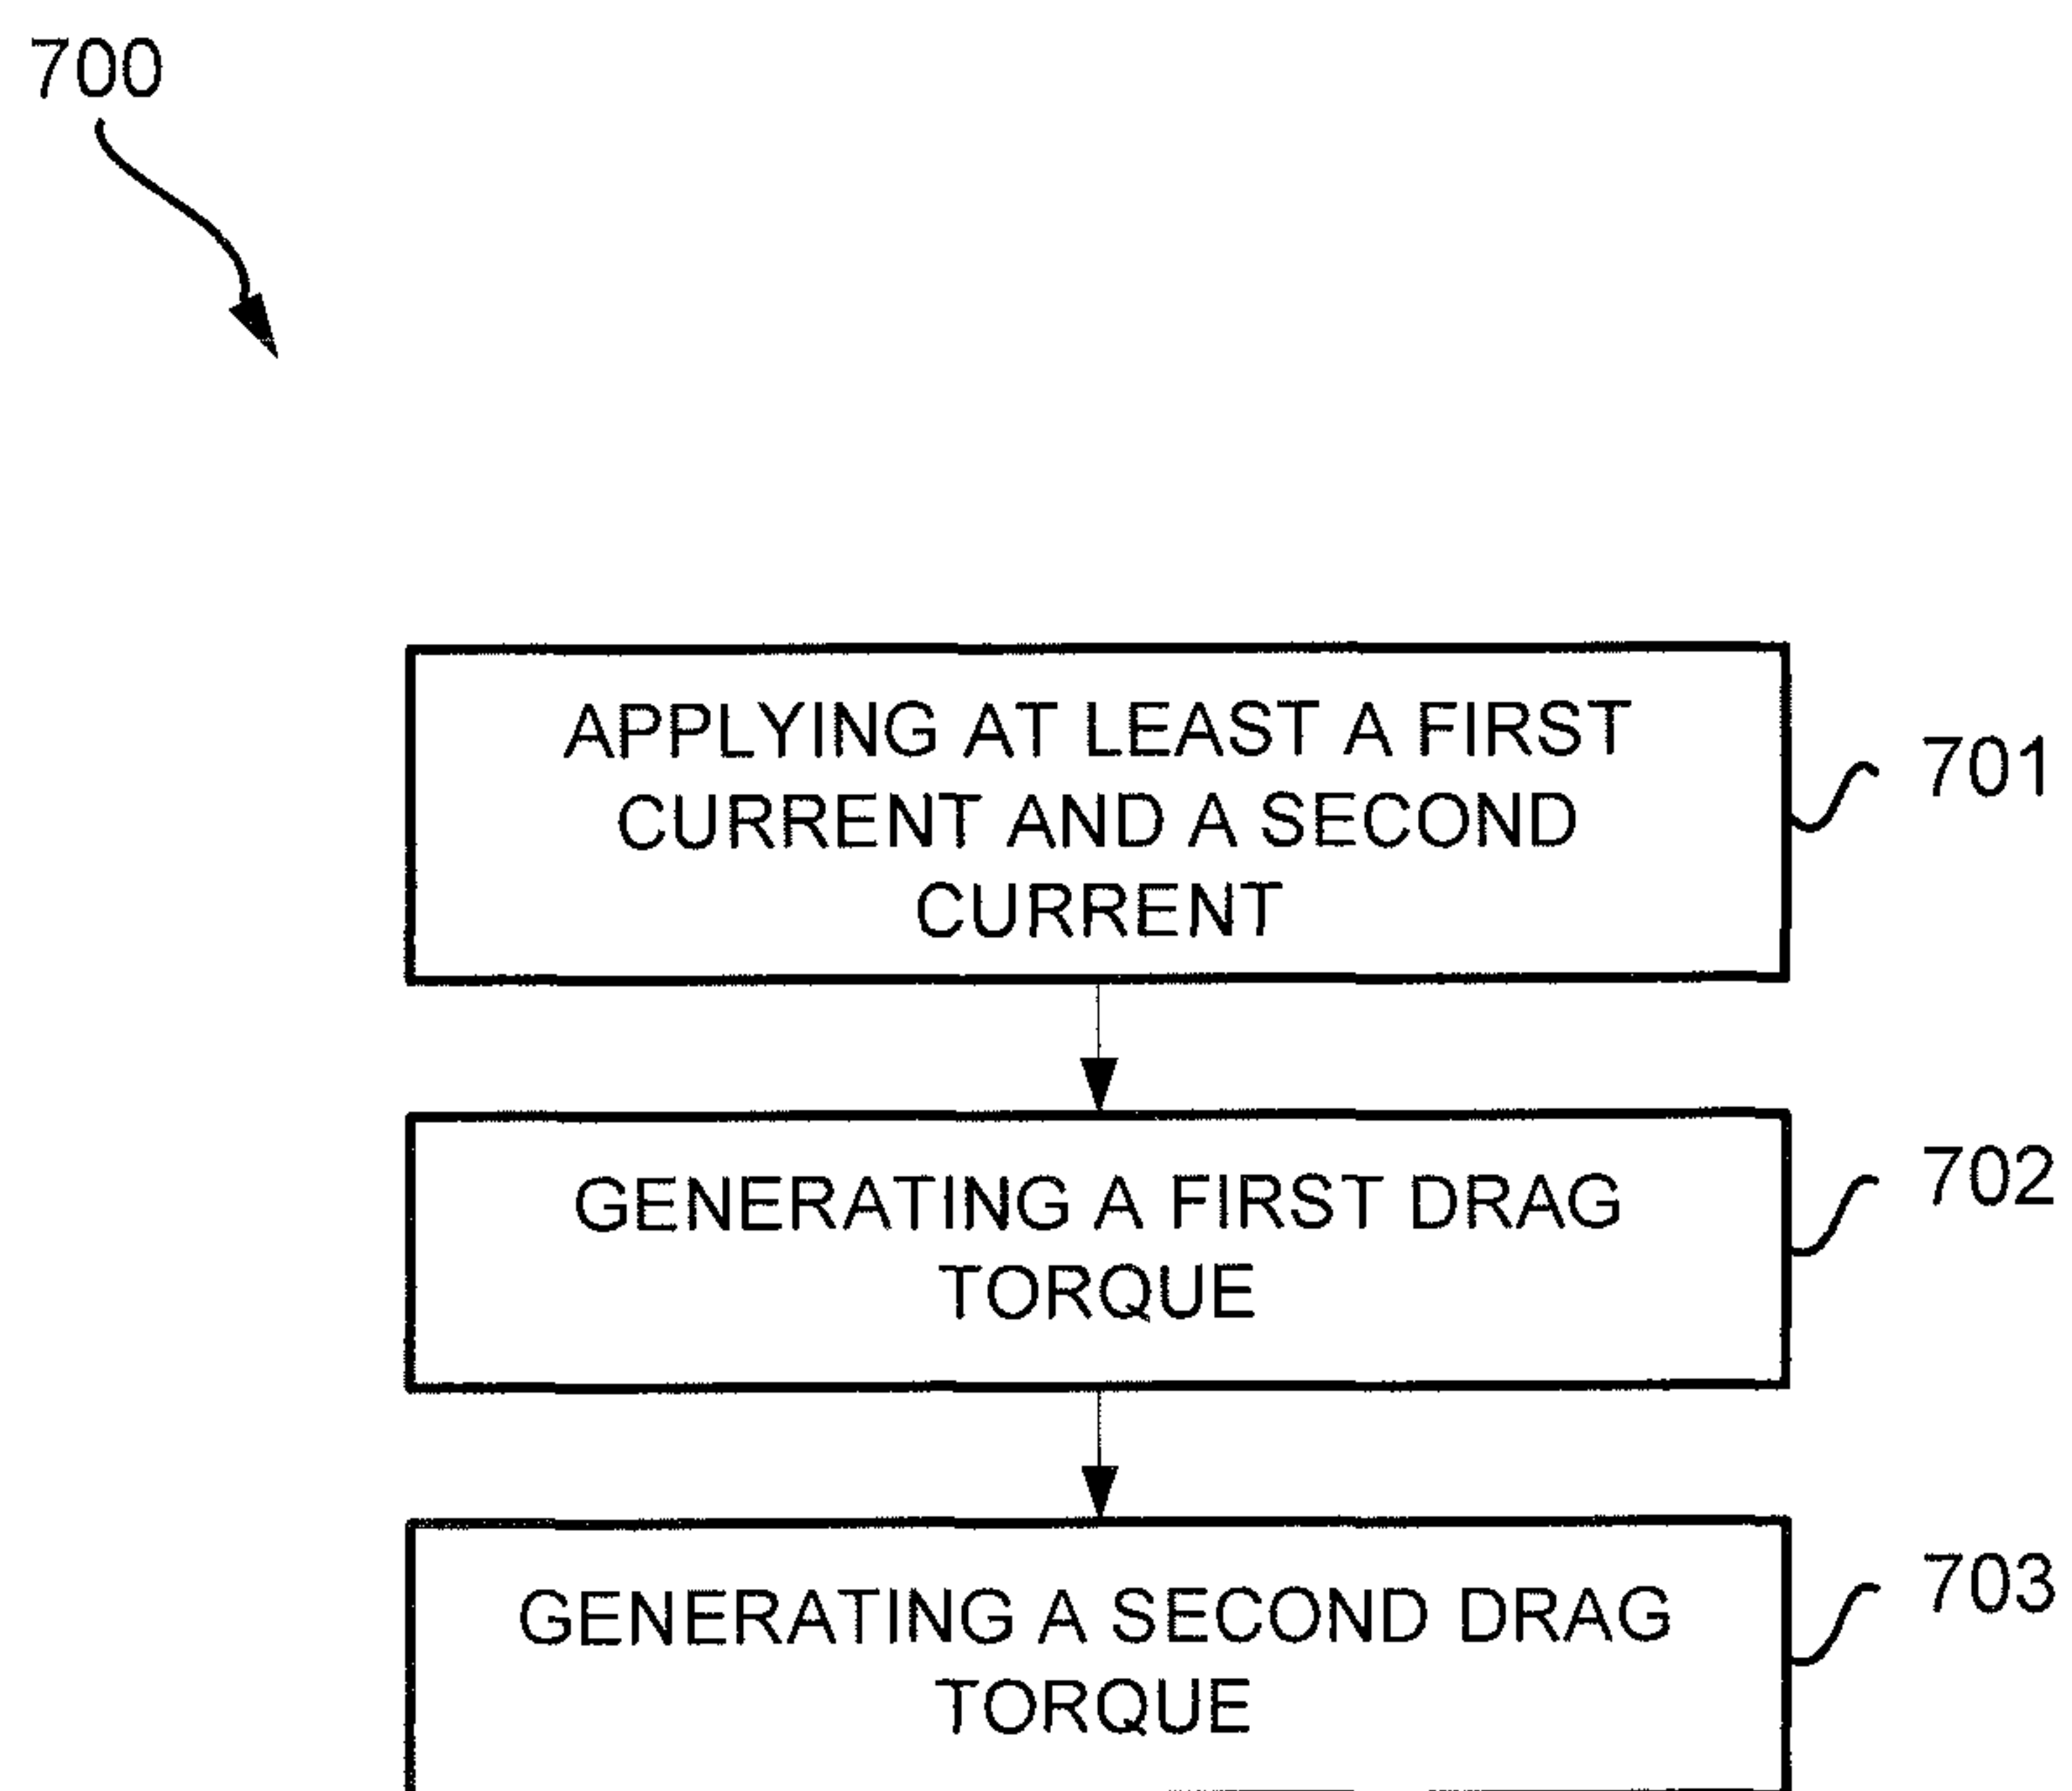 700
APPLYING AT LEAST A FIRST
CURRENT AND A SECOND
CURRENT
701
GENERATING A FIRST DRAG
TORQUE
702
GENERATING A SECOND DRAG
TORQUE
703